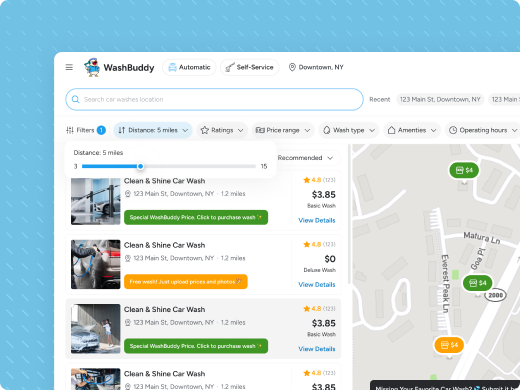 WashBuddy
Automatic
Self-Service
Downtown, NY
Search car washes location
Recent
123 Main St, Downtown, NY
123 Main St
Filters 1
Distance: 5 miles
Ratings
Price range
Wash type
Amenties
Operating hours
Distance: 5 miles
3 15
Recommended
Clean & Shine Car Wash
4.8 (123)
123 Main St, Downtown, NY · 1.2 miles
$3.85
Basic Wash
Special WashBuddy Price. Click to purchase wash
View Details
Clean & Shine Car Wash
4.8 (123)
123 Main St, Downtown, NY · 1.2 miles
$0
Deluxe Wash
Free wash! Just upload prices and photos
View Details
Clean & Shine Car Wash
4.8 (123)
123 Main St, Downtown, NY · 1.2 miles
$3.85
Basic Wash
Special WashBuddy Price. Click to purchase wash
View Details
Clean & Shine Car Wash
4.8 (123)
123 Main St, Downtown, NY · 1.2 miles
$3.85
$4
Matura Ln
Goa Pl
Everest Peak Ln
$4
2000
$4
Missing Your Favorite Car Wash? Submit it